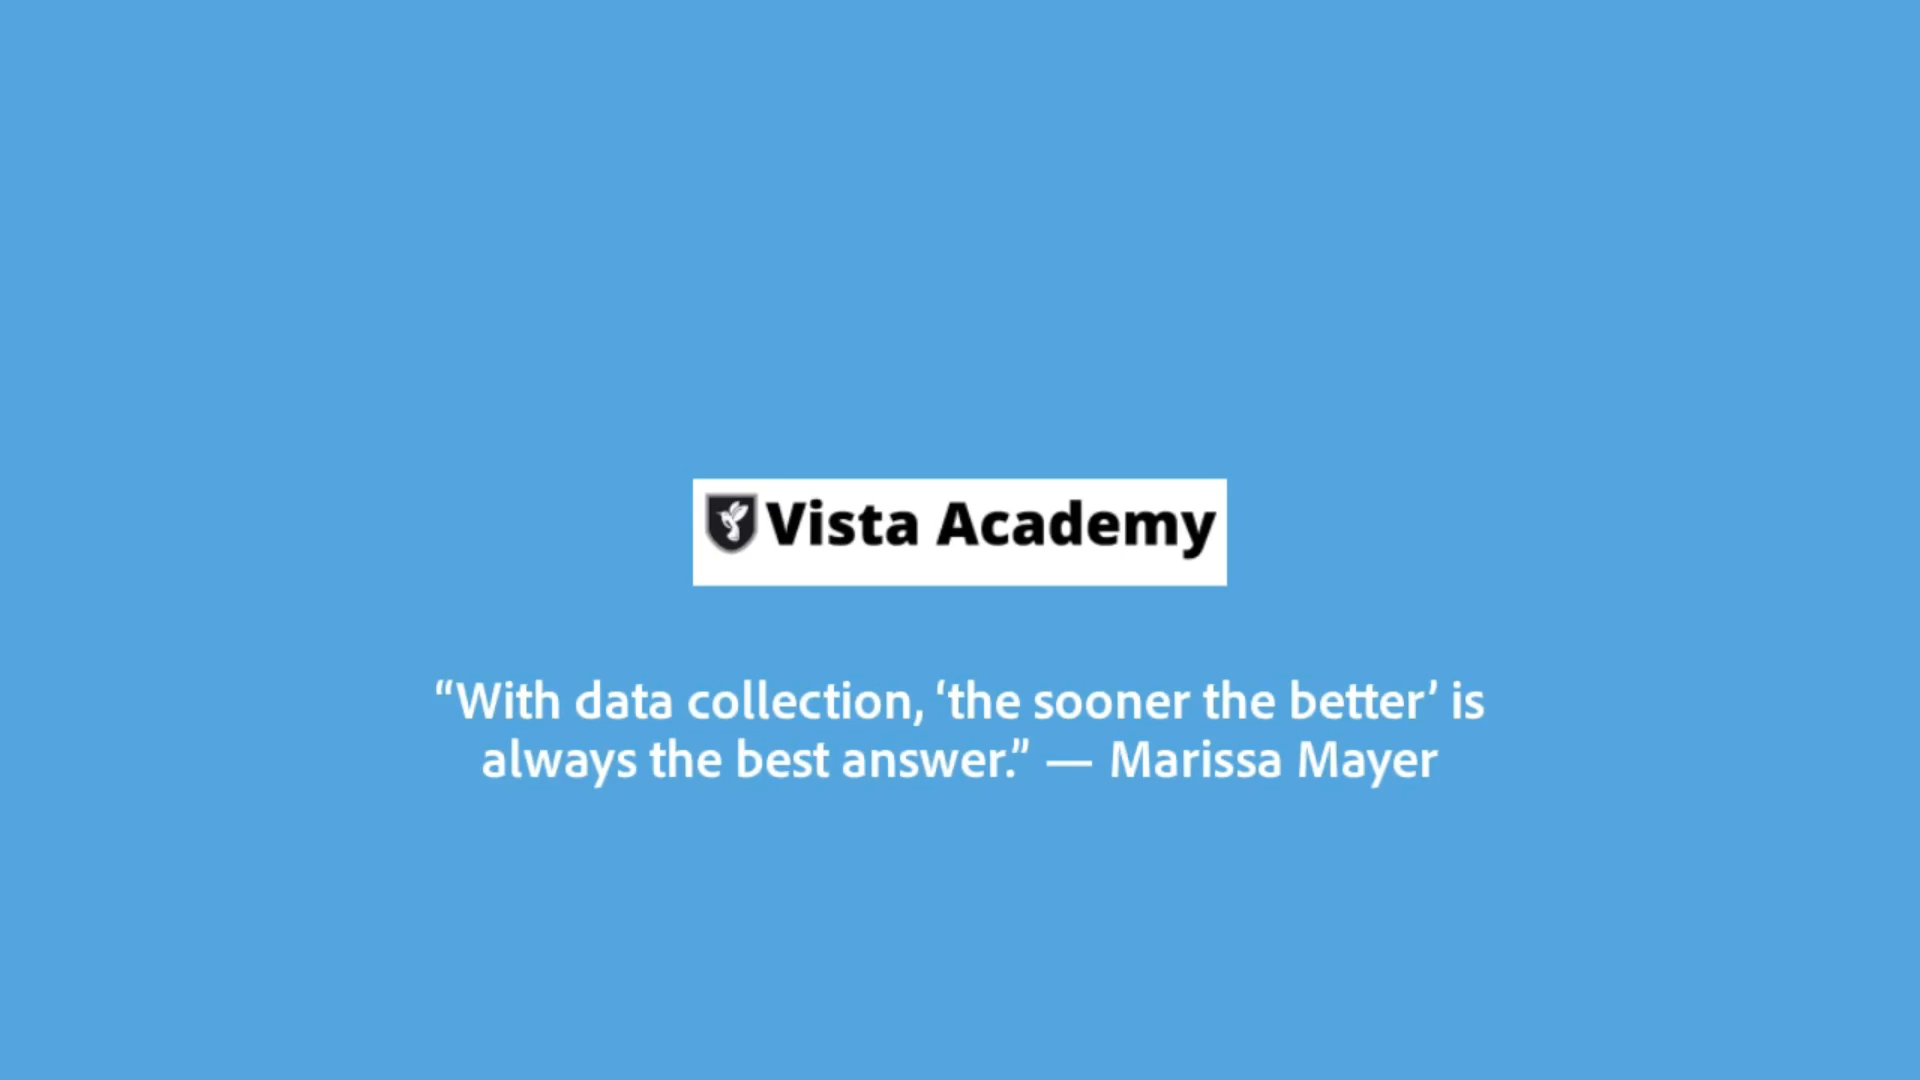 Vista Academy
“With data collection, ‘the sooner the better’ is
always the best answer.” — Marissa Mayer